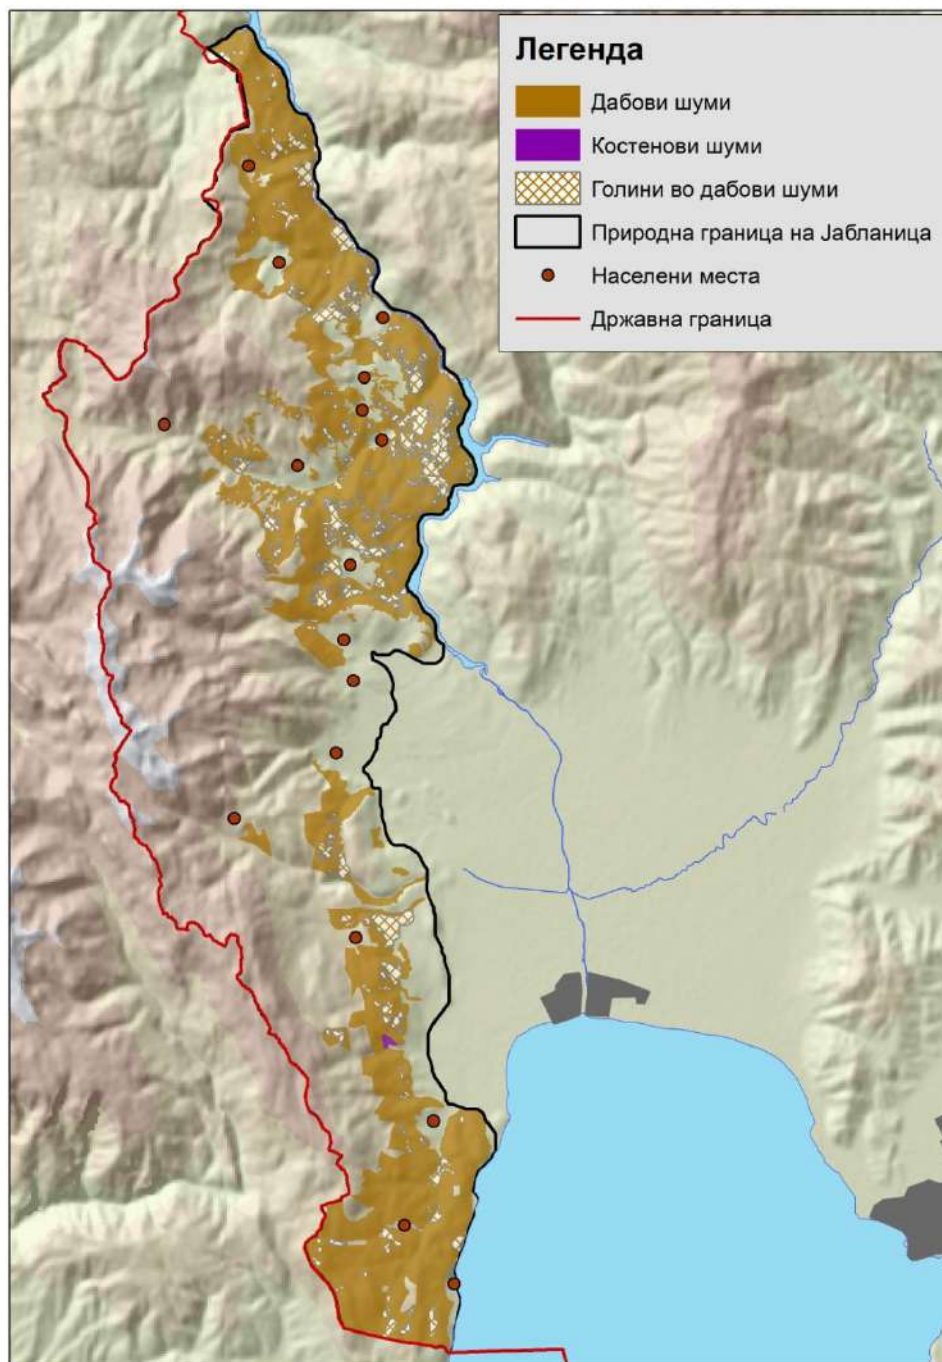 Легенда
Дабови шуми
Костенови шуми
Голини во дабови шуми
Природна граница на Јабланица
Населени места
Државна граница